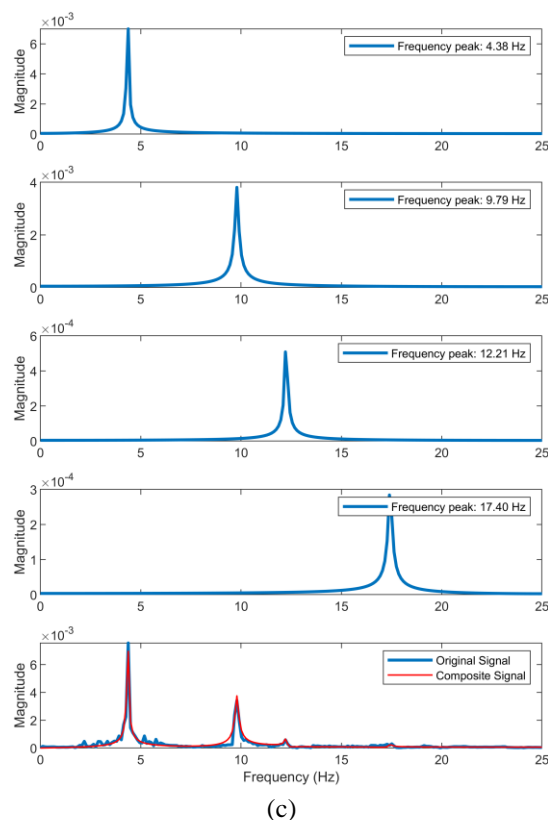 ×10⁻³
6
4
2
0
Magnitude
Frequency peak: 4.38 Hz
0 5 10 15 20 25
×10⁻³
4
2
0
Magnitude
Frequency peak: 9.79 Hz
0 5 10 15 20 25
×10⁻⁴
6
4
2
0
Magnitude
Frequency peak: 12.21 Hz
0 5 10 15 20 25
×10⁻⁴
3
2
1
0
Magnitude
Frequency peak: 17.40 Hz
0 5 10 15 20 25
×10⁻³
6
4
2
0
Magnitude
Original Signal
Composite Signal
0 5 10 15 20 25
Frequency (Hz)
(c)